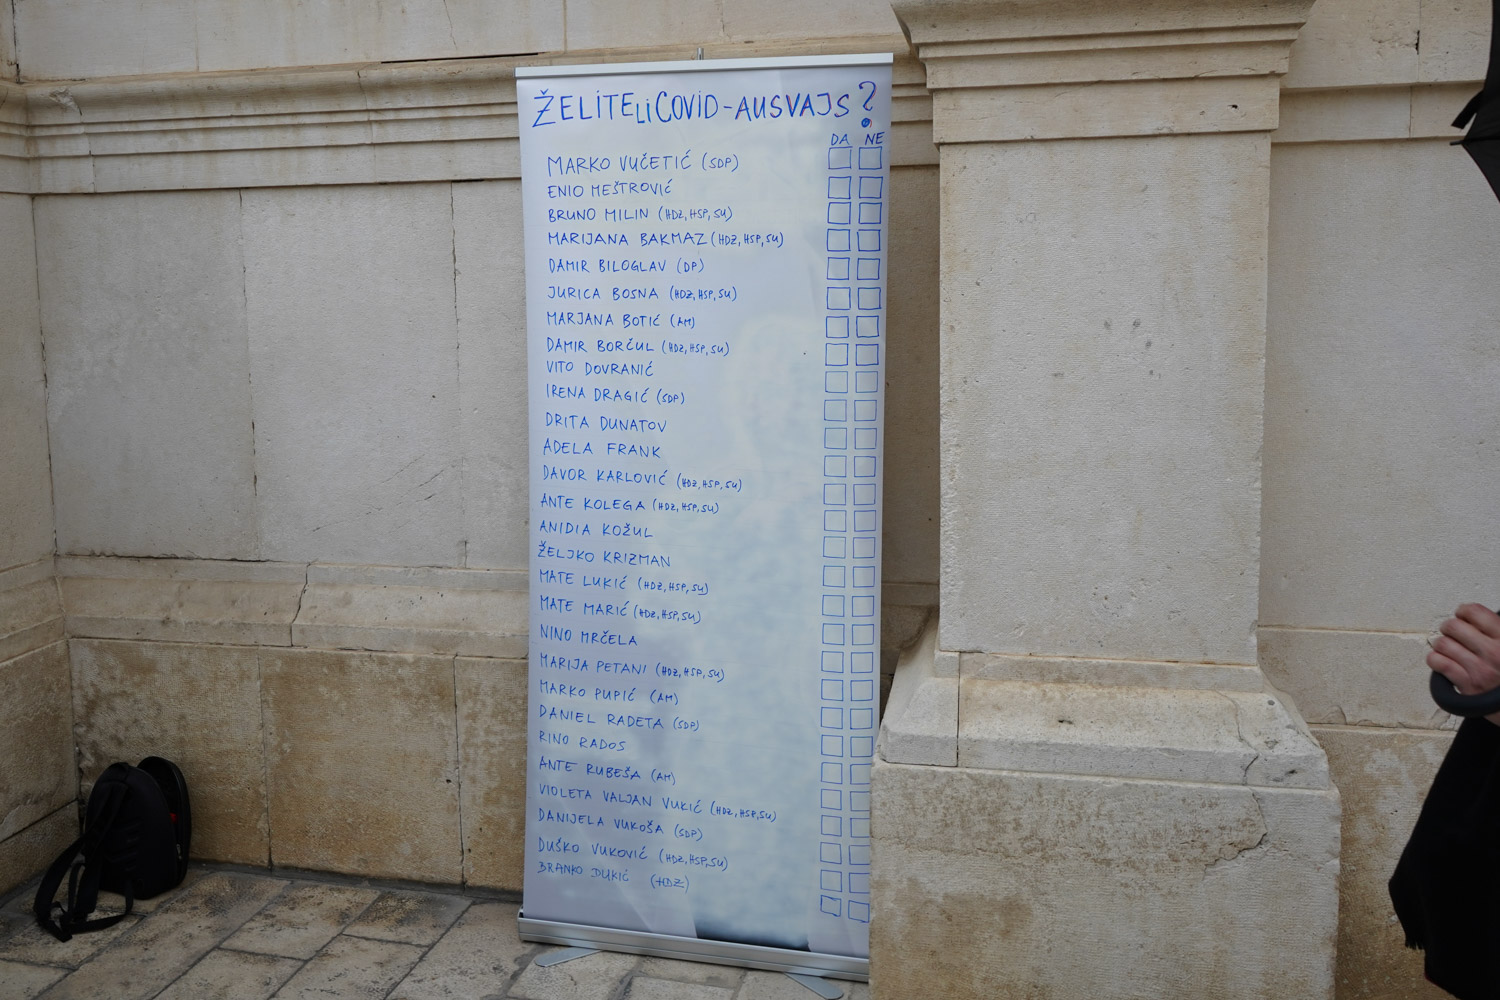 ŽELITE LI COVID-AUSVAJS?
DA NE
MARKO VUČETIĆ (SDP)
ENIO MEŠTROVIĆ
BRUNO MILIN (HDZ, HSP, SU)
MARIJANA BAKMAZ (HDZ, HSP, SU)
DAMIR BILOGLAV (DP)
JURICA BOSNA (HDZ, HSP, SU)
MARJANA BOTIĆ (AM)
DAMIR BORČUL (HDZ, HSP, SU)
VITO DOVRANIĆ
IRENA DRAGIĆ (SDP)
DRITA DUNATOV
ADELA FRANK
DAVOR KARLOVIĆ (HDZ, HSP, SU)
ANTE KOLEGA (HDZ, HSP, SU)
ANIDIA KOŽUL
ŽELJKO KRIZMAN
MATE LUKIĆ (HDZ, HSP, SU)
MATE MARIĆ (HDZ, HSP, SU)
NINO MRČELA
MARIJA PETANI (HDZ, HSP, SU)
MARKO PUPIĆ (AM)
DANIEL RADETA (SDP)
RINO RADOS
ANTE RUBEŠA (AM)
VIOLETA VALJAN VUKIĆ (HDZ, HSP, SU)
DANIJELA VUKOŠA (SDP)
DUŠKO VUKOVIĆ (HDZ, HSP, SU)
BRANKO DUKIĆ (HDZ)